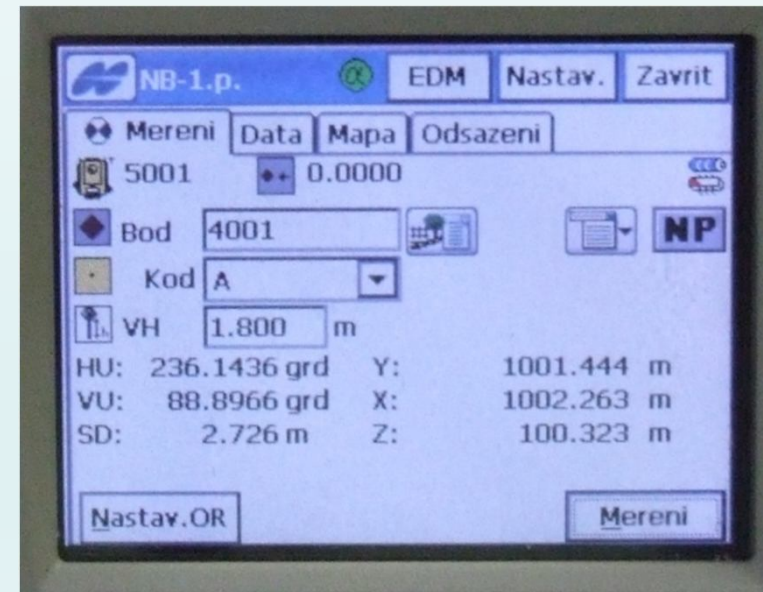 NB-1.p. EDM Nastav. Zavrit
Mereni Data Mapa Odsazeni
5001 0.0000
Bod 4001 NP
Kod A
VH 1.800 m
HU: 236.1436 grd Y: 1001.444 m
VU: 88.8966 grd X: 1002.263 m
SD: 2.726 m Z: 100.323 m
Nastav.OR Mereni